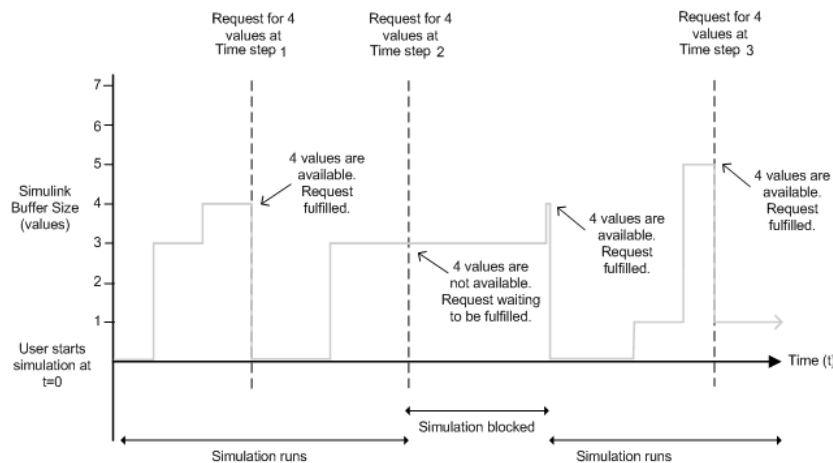 Request for 4
values at
Time step 1
Request for 4
values at
Time step 2
Request for 4
values at
Time step 3
7
6
5
4
3
2
1
Simulink
Buffer Size
(values)
4 values are
available.
Request
fulfilled.
4 values are
not available.
Request waiting
to be fulfilled.
4 values are
available.
Request
fulfilled.
4 values are
available.
Request
fulfilled.
User starts
simulation at
t=0
Time (t)
Simulation blocked
Simulation runs
Simulation runs